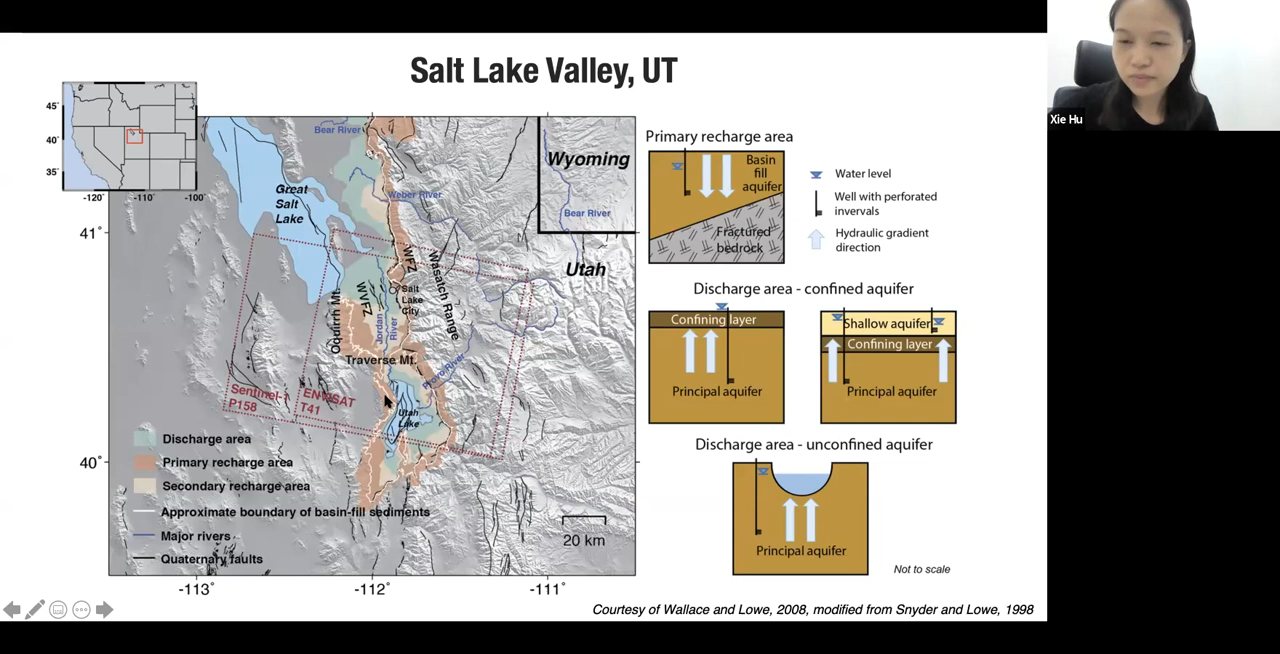 Salt Lake Valley, UT
Xie Hu
45°
40°
35°
-120°
-110°
-100°
Bear River
Weber River
Great
Salt
Lake
Wyoming
Bear River
Utah
41°
40°
WFZ
WVFZ
Wasatch Range
Salt
Lake
City
Oquirrh Mt.
Jordan
River
Traverse Mt.
Provo River
Utah
Lake
Sentinel-1
P158
ENVISAT
T41
Discharge area
Primary recharge area
Secondary recharge area
Approximate boundary of basin-fill sediments
Major rivers
Quaternary faults
20 km
-113°
-112°
-111°
Primary recharge area
Basin
fill
aquifer
Fractured
bedrock
Water level
Well with perforated
invervals
Hydraulic gradient
direction
Discharge area - confined aquifer
Confining layer
Principal aquifer
Shallow aquifer
Confining layer
Principal aquifer
Discharge area - unconfined aquifer
Principal aquifer
Not to scale
Courtesy of Wallace and Lowe, 2008, modified from Snyder and Lowe, 1998